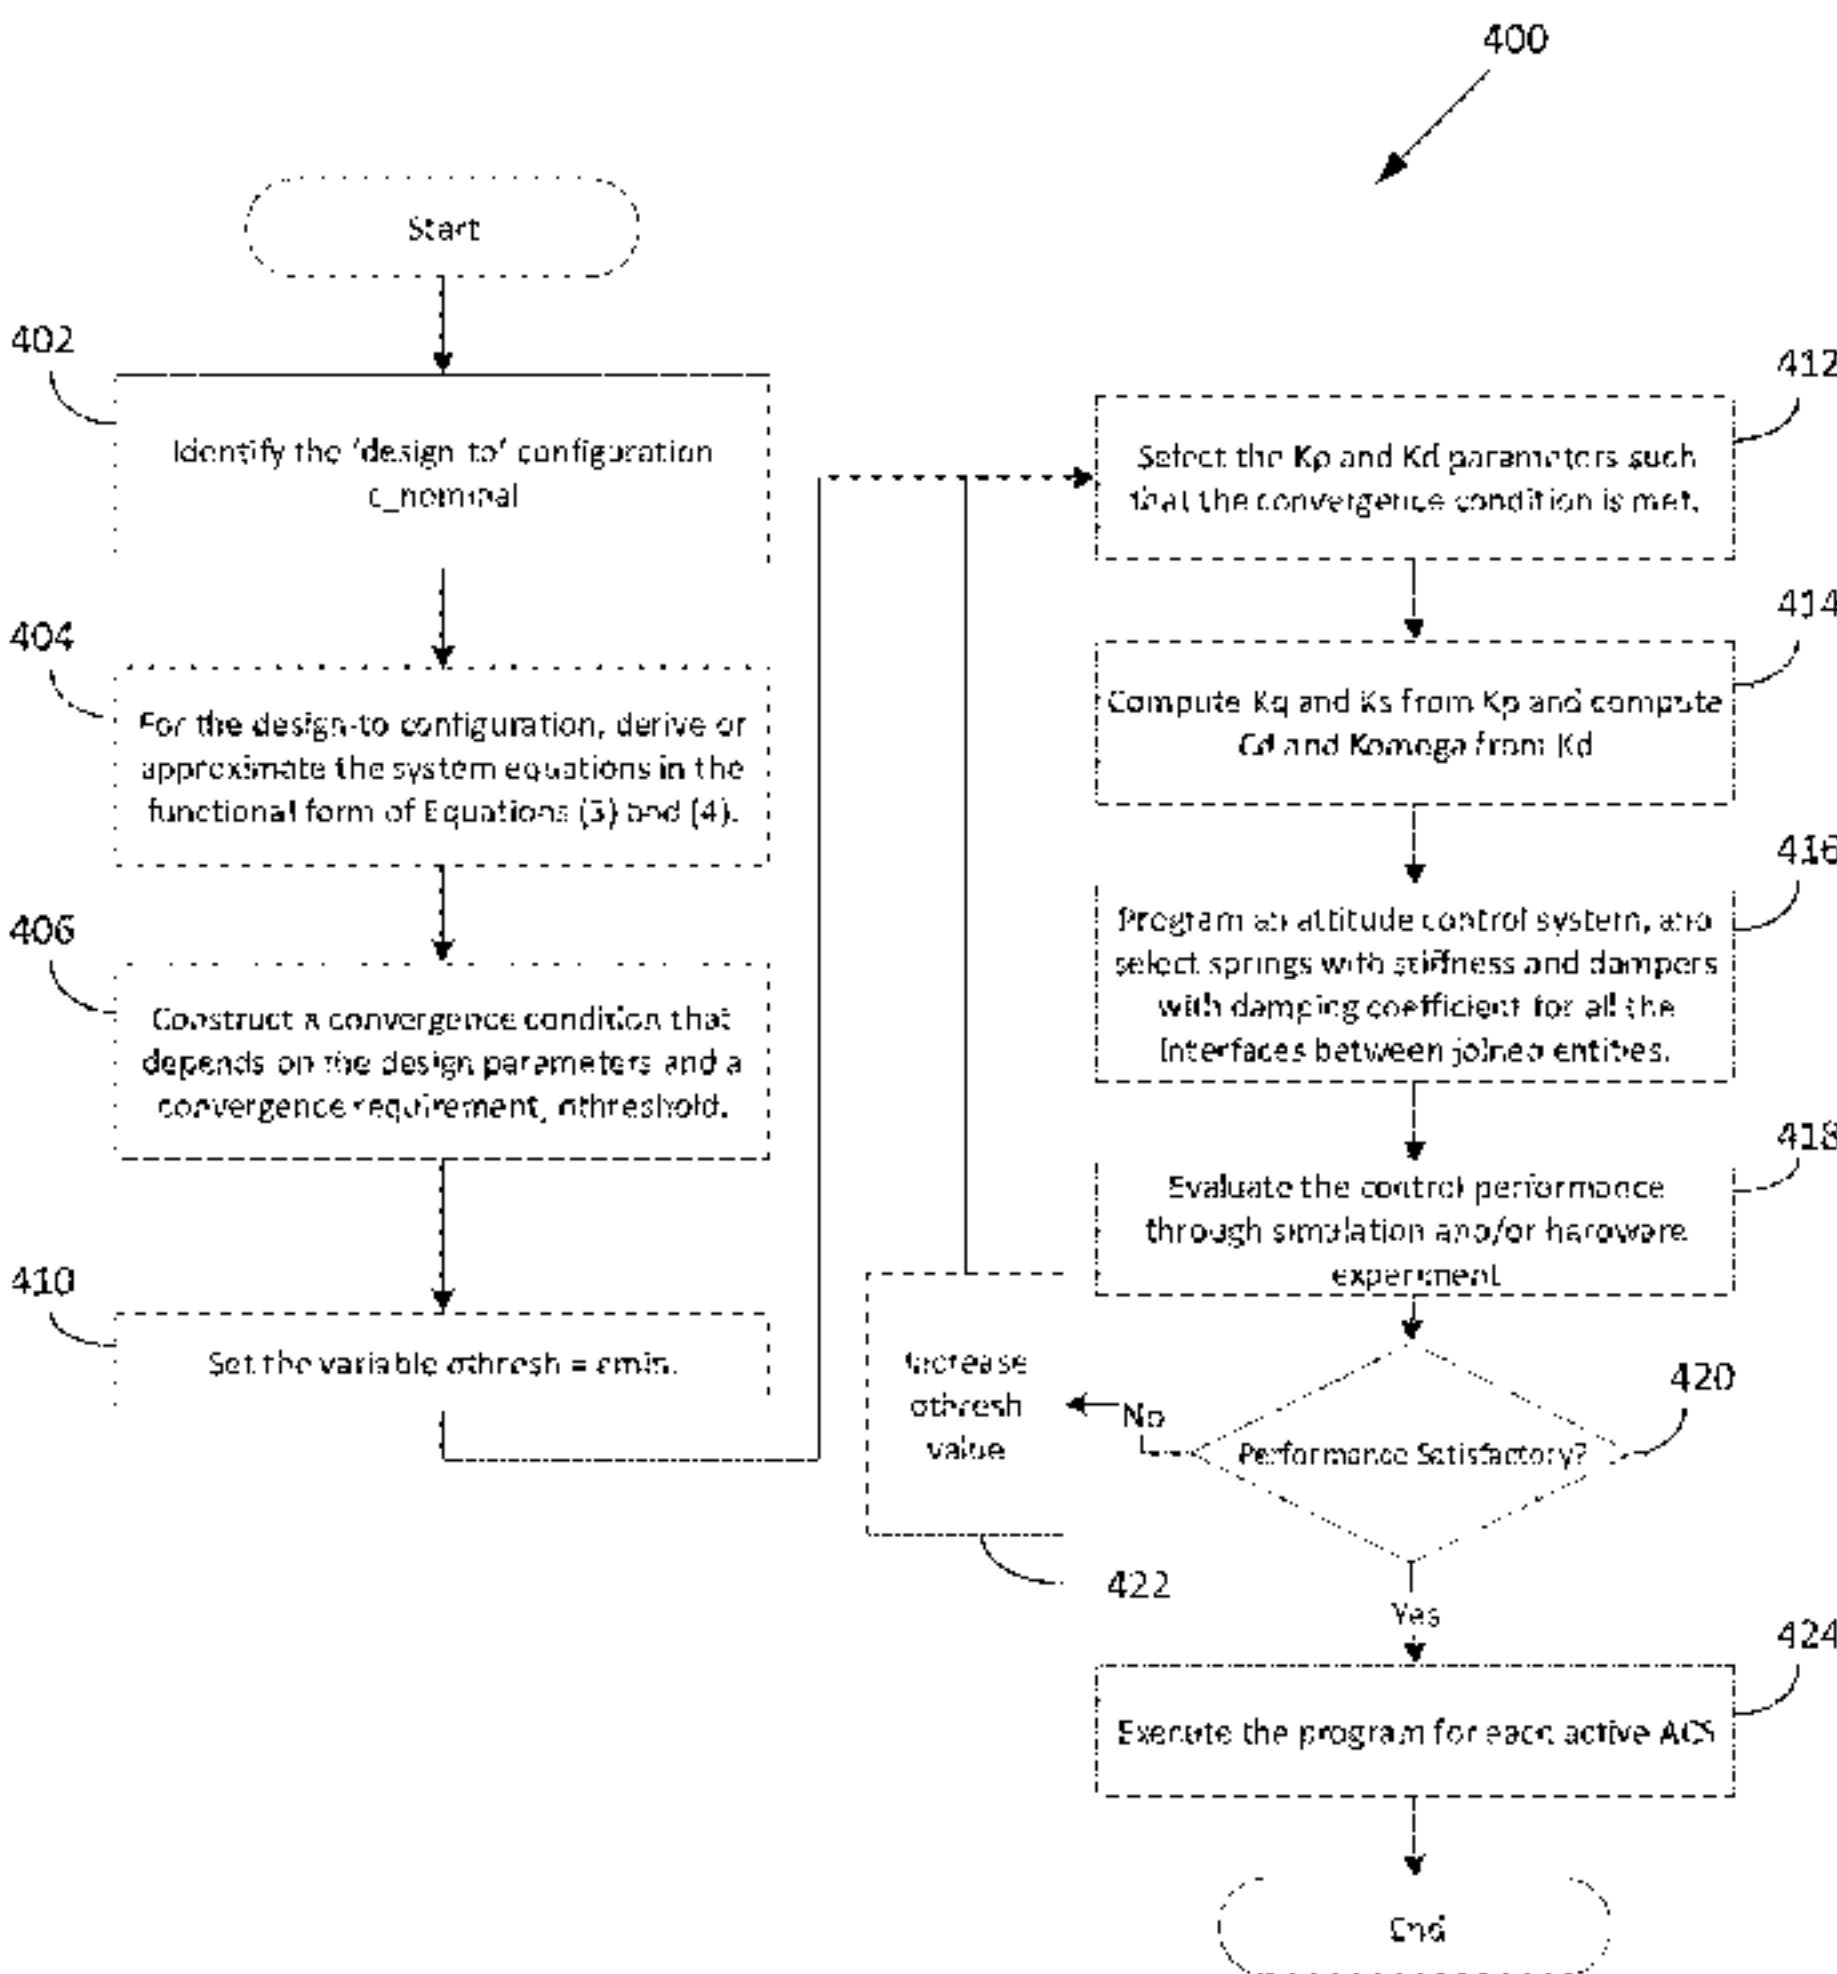 400
Start
402
Identify the 'design-to' configuration
c_nominal
404
For the design-to configuration, derive or
approximate the system equations in the
functional form of Equations (3) and (4).
406
Construct a convergence condition that
depends on the design parameters and a
convergence requirement,
410
Set the variable
412
Select the Kp and Kd parameters such
that the convergence condition is met.
414
Compute Kq and Ks from Kp and compute
Cd and Komega from Kd
416
Program an attitude control system, and
select springs with stiffness and dampers
with damping coefficient for all the
interfaces between joined entities.
418
Evaluate the control performance
through simulation and/or hardware
experiment
420
Performance Satisfactory?
No
Increase
value
422
Yes
424
Execute the program for each active ACS
End